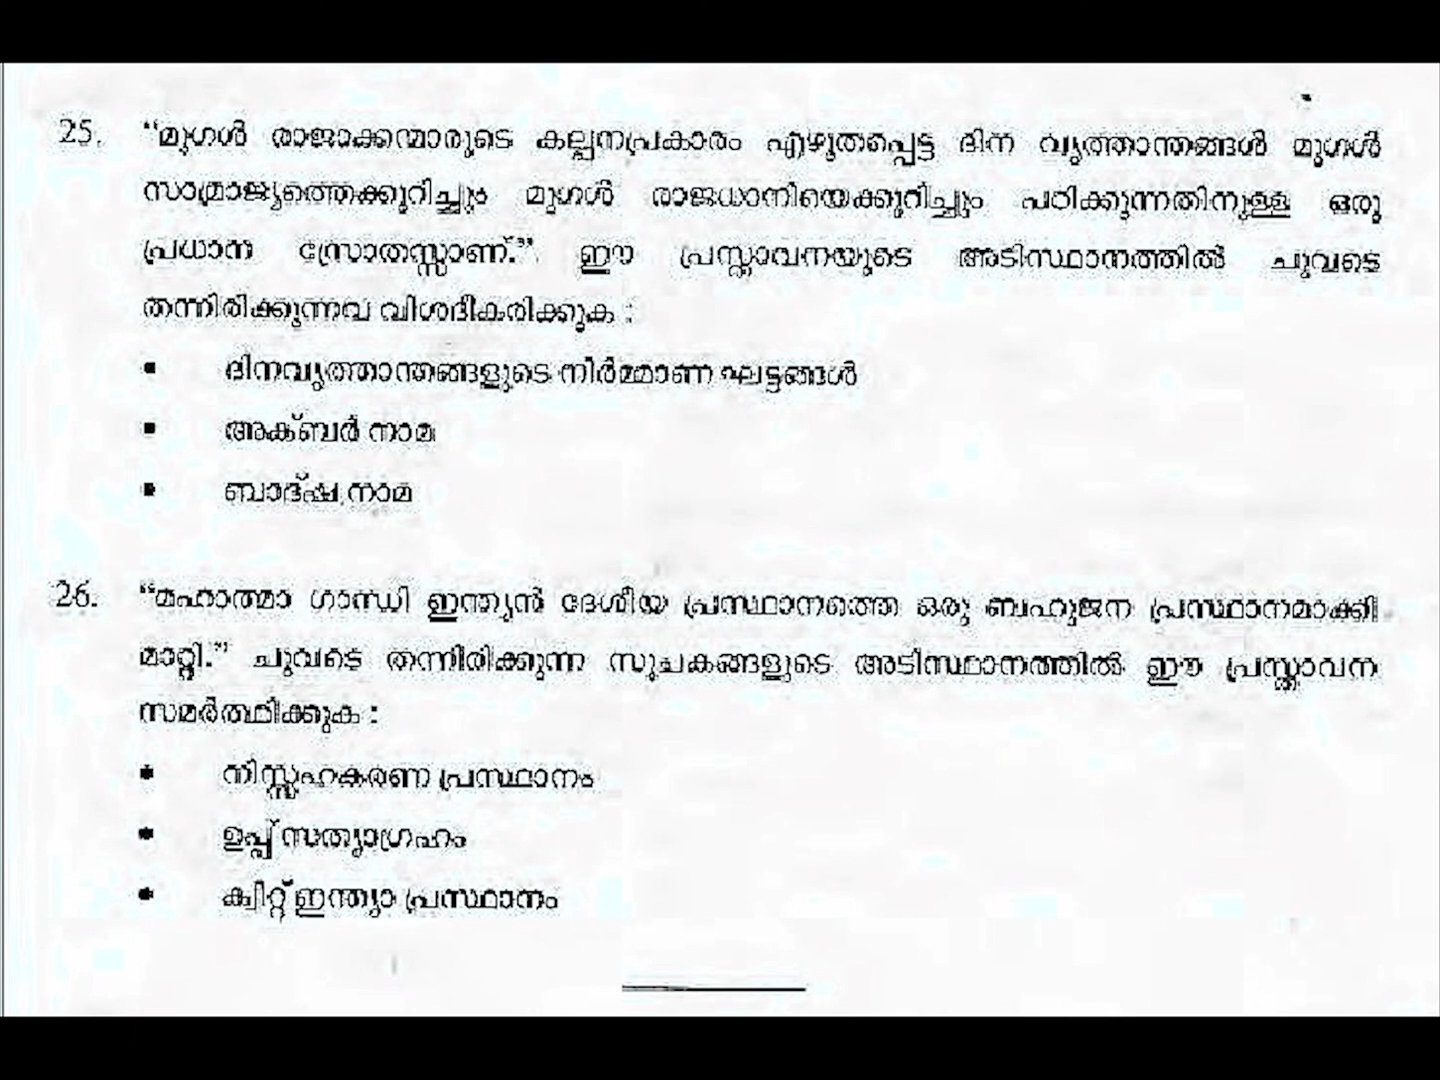 25. “മുഗൾ രാജാക്കന്മാരുടെ കല്പനപ്രകാരം എഴുതപ്പെട്ട ദിന വൃത്താന്തങ്ങൾ മുഗൾ
സാമ്രാജ്യത്തെക്കുറിച്ചും മുഗൾ രാജധാനിയെക്കുറിച്ചും പഠിക്കുന്നതിനുള്ള ഒരു
പ്രധാന സ്രോതസ്സാണ്.” ഈ പ്രസ്താവനയുടെ അടിസ്ഥാനത്തിൽ ചുവടെ
തന്നിരിക്കുന്നവ വിശദീകരിക്കുക :
• ദിനവൃത്താന്തങ്ങളുടെ നിർമ്മാണ ഘട്ടങ്ങൾ
• അക്ബർ നാമ
• ബാദ്ഷ നാമ
26. “മഹാത്മാ ഗാന്ധി ഇന്ത്യൻ ദേശീയ പ്രസ്ഥാനത്തെ ഒരു ബഹുജന പ്രസ്ഥാനമാക്കി
മാറ്റി.” ചുവടെ തന്നിരിക്കുന്ന സൂചകങ്ങളുടെ അടിസ്ഥാനത്തിൽ ഈ പ്രസ്താവന
സമർത്ഥിക്കുക :
• നിസ്സഹകരണ പ്രസ്ഥാനം
• ഉപ്പ് സത്യാഗ്രഹം
• ക്വിറ്റ് ഇന്ത്യാ പ്രസ്ഥാനം